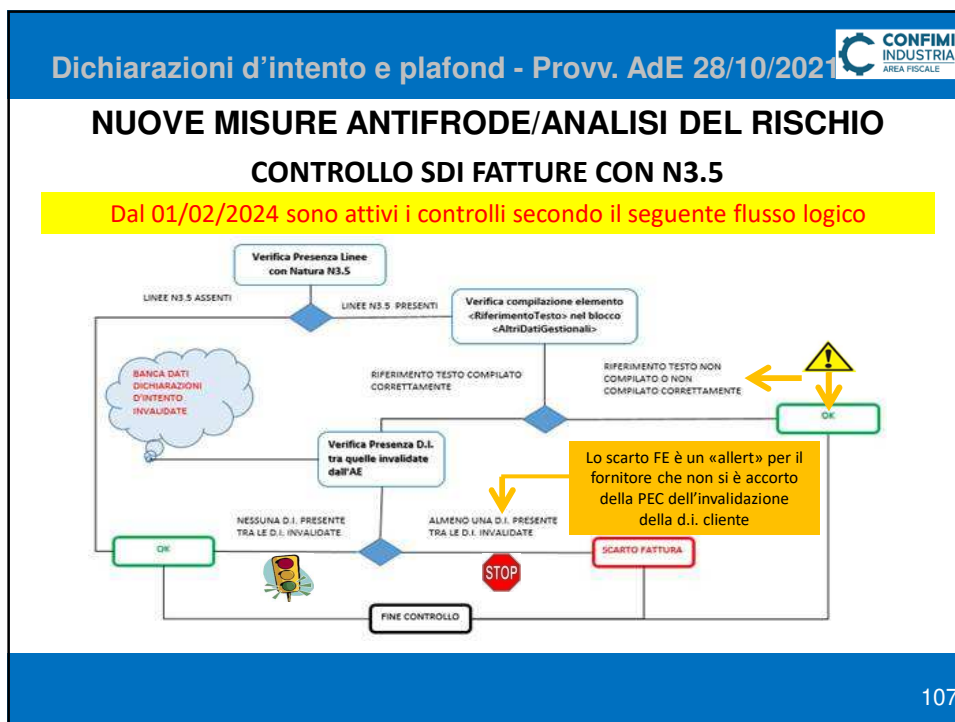 Dichiarazioni d'intento e plafond - Provv. AdE 28/10/2021
CONFIMI
INDUSTRIA
AREA FISCALE
NUOVE MISURE ANTIFRODE/ANALISI DEL RISCHIO
CONTROLLO SDI FATTURE CON N3.5
Dal 01/02/2024 sono attivi i controlli secondo il seguente flusso logico
Verifica Presenza Linee
con Natura N3.5
LINEE N3.5 ASSENTI
LINEE N3.5 PRESENTI
Verifica compilazione elemento
<RiferimentoTesto> nel blocco
<AltriDatiGestionali>
BANCA DATI
DICHIARAZIONI
D'INTENTO
INVALIDATE
RIFERIMENTO TESTO COMPILATO
CORRETTAMENTE
RIFERIMENTO TESTO NON
COMPILATO O NON
COMPILATO CORRETTAMENTE
OK
Verifica Presenza D.I.
tra quelle invalidate
dall'AE
Lo scarto FE è un «allert» per il
fornitore che non si è accorto
della PEC dell'invalidazione
della d.i. cliente
NESSUNA D.I. PRESENTE
TRA LE D.I. INVALIDATE
ALMENO UNA D.I. PRESENTE
TRA LE D.I. INVALIDATE
OK
SCARTO FATTURA
STOP
FINE CONTROLLO
107